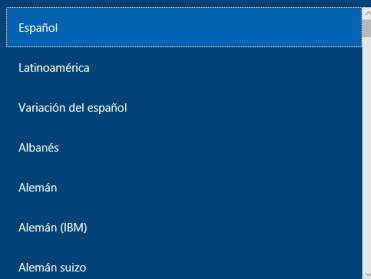 Español
Latinoamérica
Variación del español
Albanés
Alemán
Alemán (IBM)
Alemán suizo